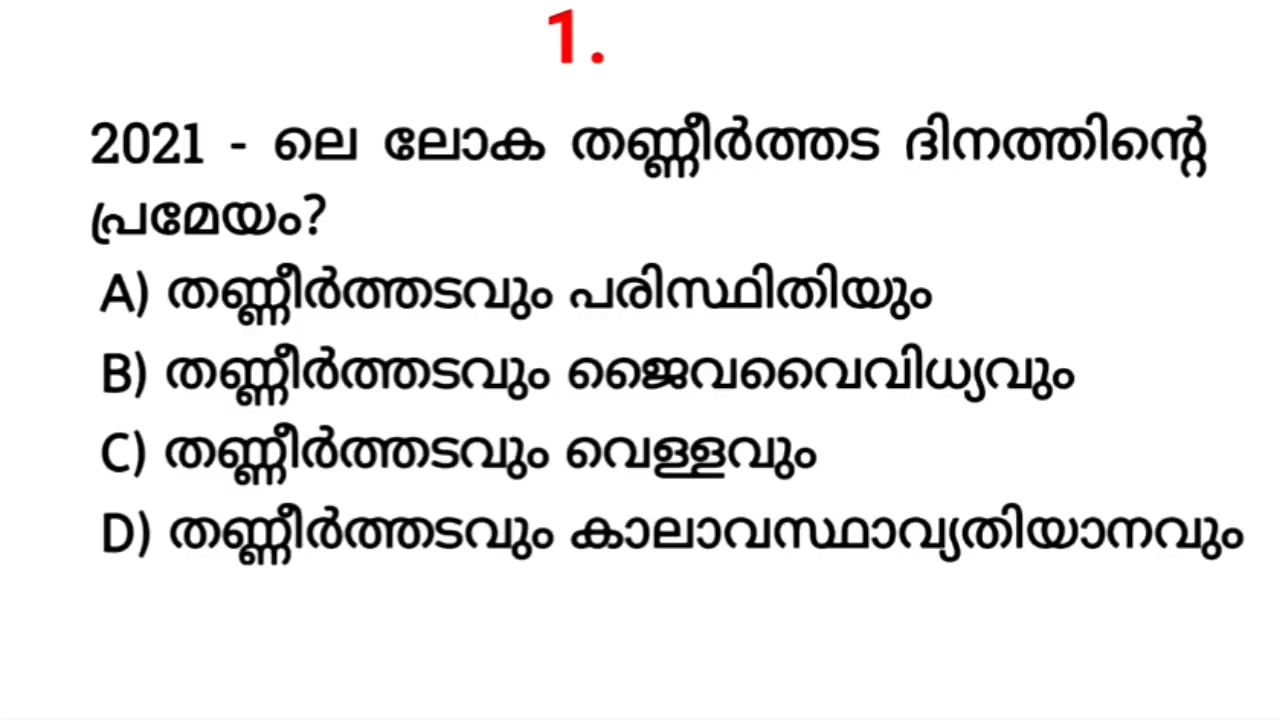 1.
2021 - ലെ ലോക തണ്ണീർത്തട ദിനത്തിന്റെ
പ്രമേയം?
A) തണ്ണീർത്തടവും പരിസ്ഥിതിയും
B) തണ്ണീർത്തടവും ജൈവവൈവിധ്യവും
C) തണ്ണീർത്തടവും വെള്ളവും
D) തണ്ണീർത്തടവും കാലാവസ്ഥാവ്യതിയാനവും